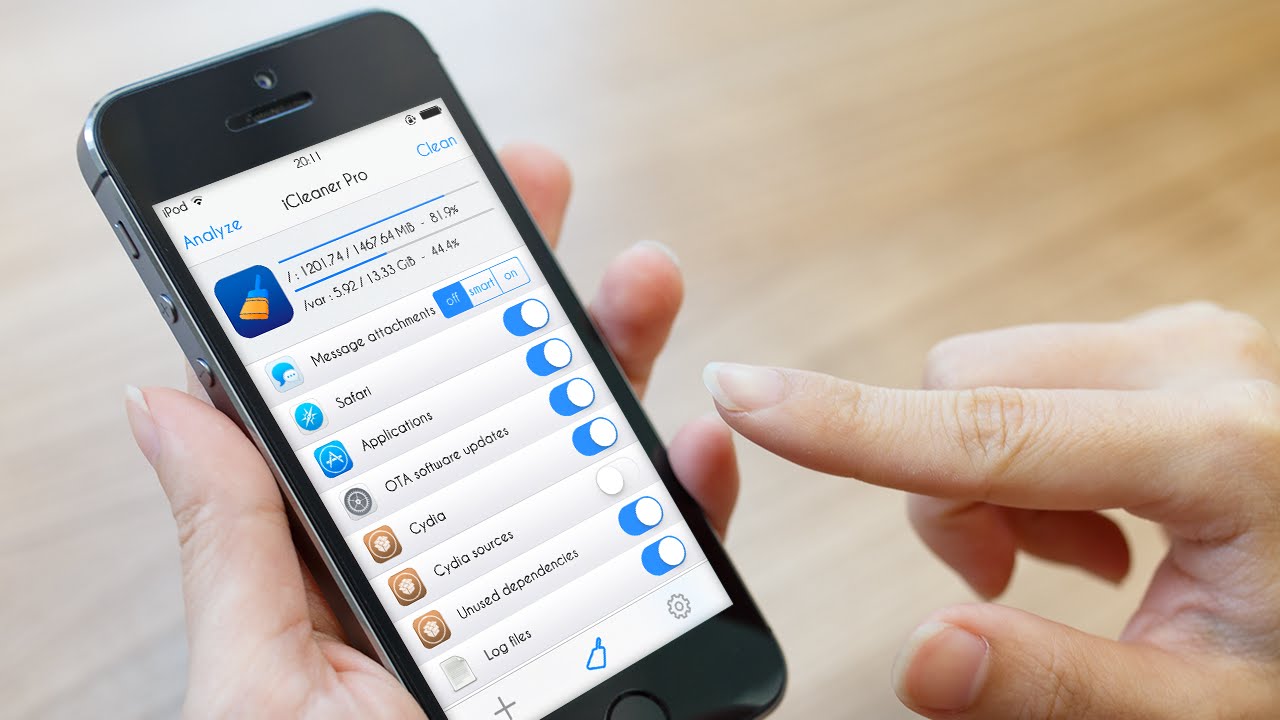 iPod
20:11
Analyze
iCleaner Pro
Clean
/ : 1201.74 / 1467.64 MiB - 81.9%
/var : 5.92 / 13.33 GiB - 44.4%
Message attachments
off smart on
Safari
Applications
OTA software updates
Cydia
Cydia sources
Unused dependencies
Log files